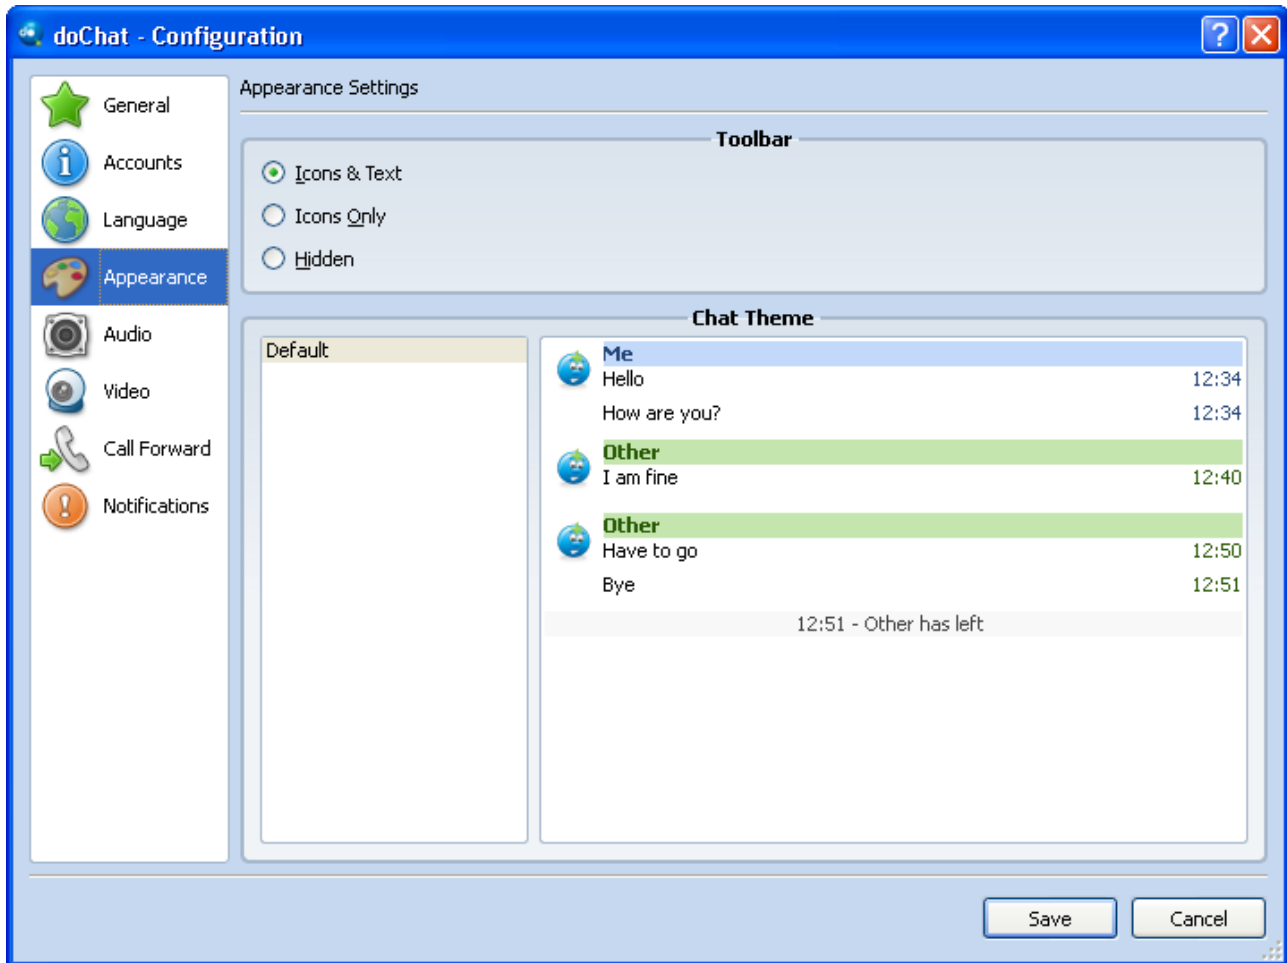 doChat - Configuration
General
Accounts
Language
Appearance
Audio
Video
Call Forward
Notifications
Appearance Settings
Toolbar
Icons & Text
Icons Only
Hidden
Chat Theme
Default
Me
Hello 12:34
How are you? 12:34
Other
I am fine 12:40
Other
Have to go 12:50
Bye 12:51
12:51 - Other has left
Save Cancel